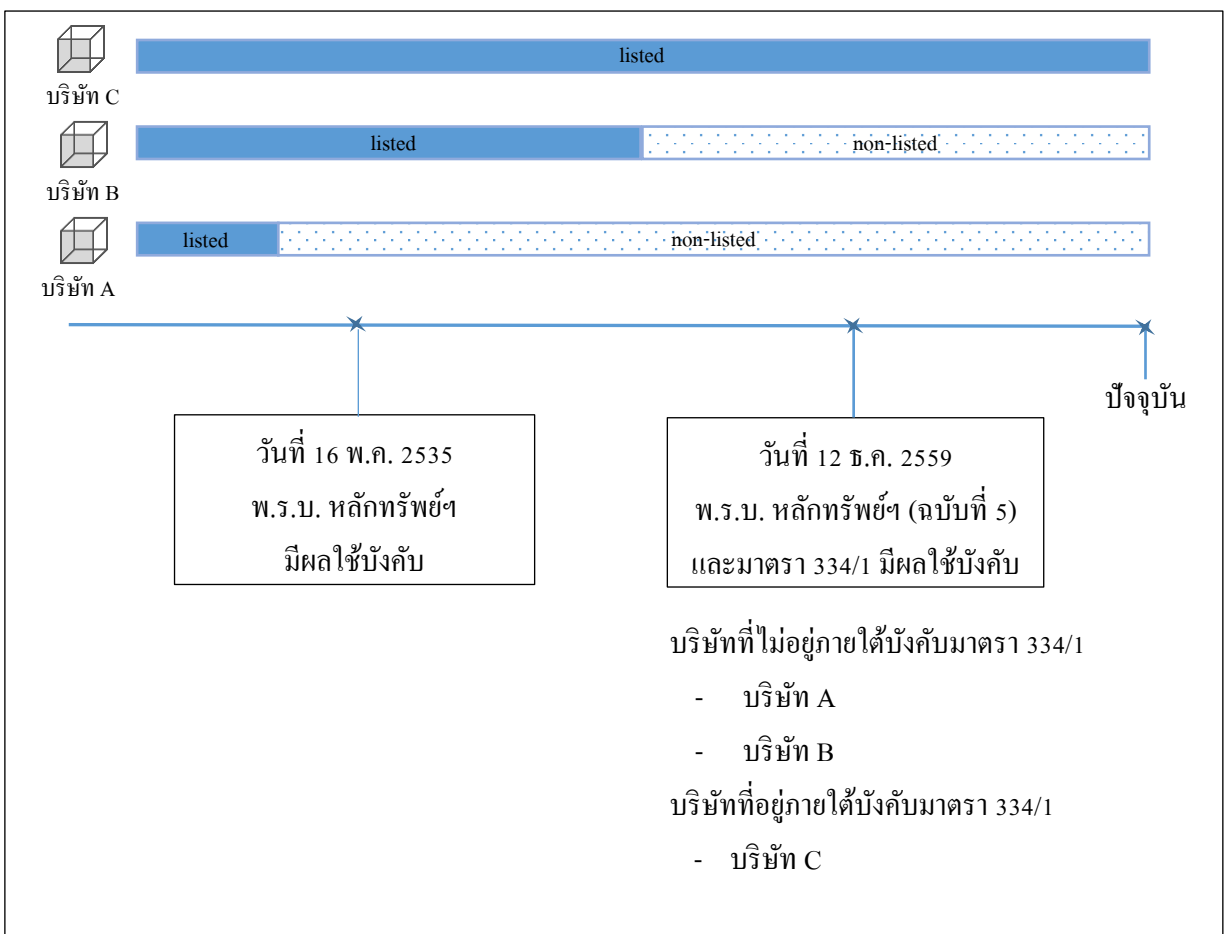 listed
บริษัท C
listed
non-listed
บริษัท B
listed
non-listed
บริษัท A
ปัจจุบัน
วันที่ 16 พ.ค. 2535
พ.ร.บ. หลักทรัพย์ฯ
มีผลใช้บังคับ
วันที่ 12 ธ.ค. 2559
พ.ร.บ. หลักทรัพย์ฯ (ฉบับที่ 5)
และมาตรา 334/1 มีผลใช้บังคับ
บริษัทที่ไม่อยู่ภายใต้บังคับมาตรา 334/1
- บริษัท A
- บริษัท B
บริษัทที่อยู่ภายใต้บังคับมาตรา 334/1
- บริษัท C